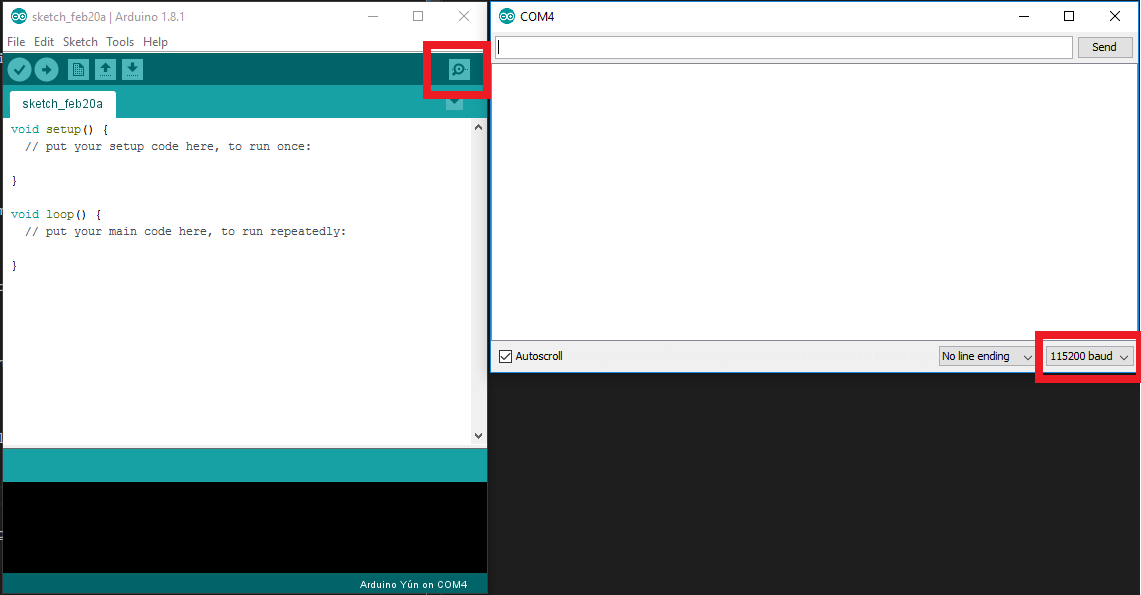 sketch_feb20a | Arduino 1.8.1
File Edit Sketch Tools Help
sketch_feb20a
void setup() {
  // put your setup code here, to run once:
}
void loop() {
  // put your main code here, to run repeatedly:
}
Arduino Yún on COM4
COM4
Send
Autoscroll
No line ending
115200 baud